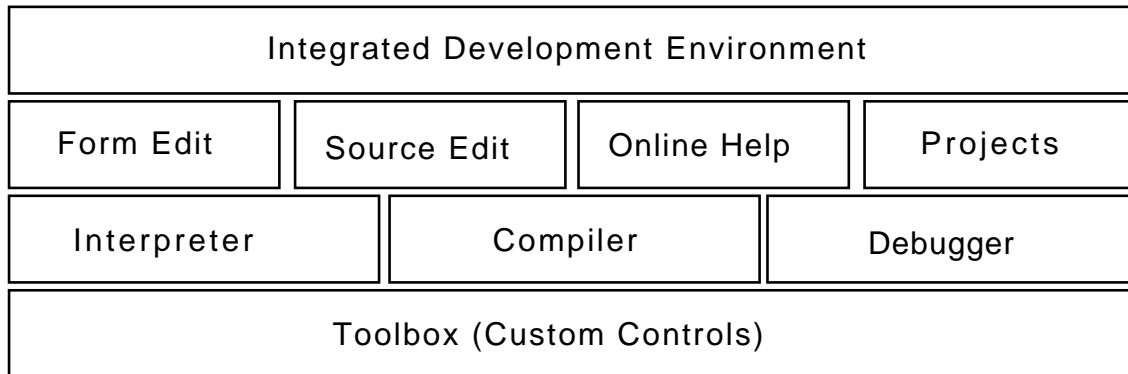 Integrated Development Environment
Form Edit
Source Edit
Online Help
Projects
Interpreter
Compiler
Debugger
Toolbox (Custom Controls)